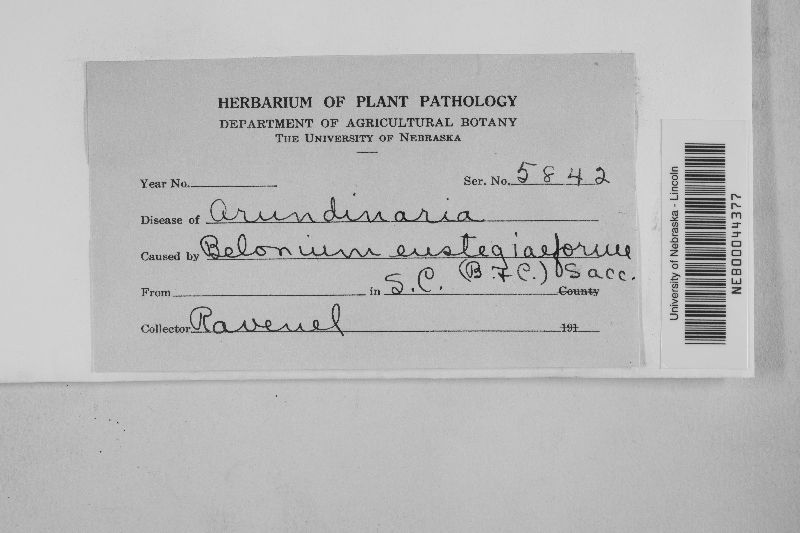 HERBARIUM OF PLANT PATHOLOGY
DEPARTMENT OF AGRICULTURAL BOTANY
THE UNIVERSITY OF NEBRASKA
Year No. Ser. No. 5842
Disease of Arundinaria
Caused by Belonium eustegiaeforme
(B. & C.) Sacc.
From in S.C. County
Collector Ravenel 191
University of Nebraska - Lincoln
NEB00044377